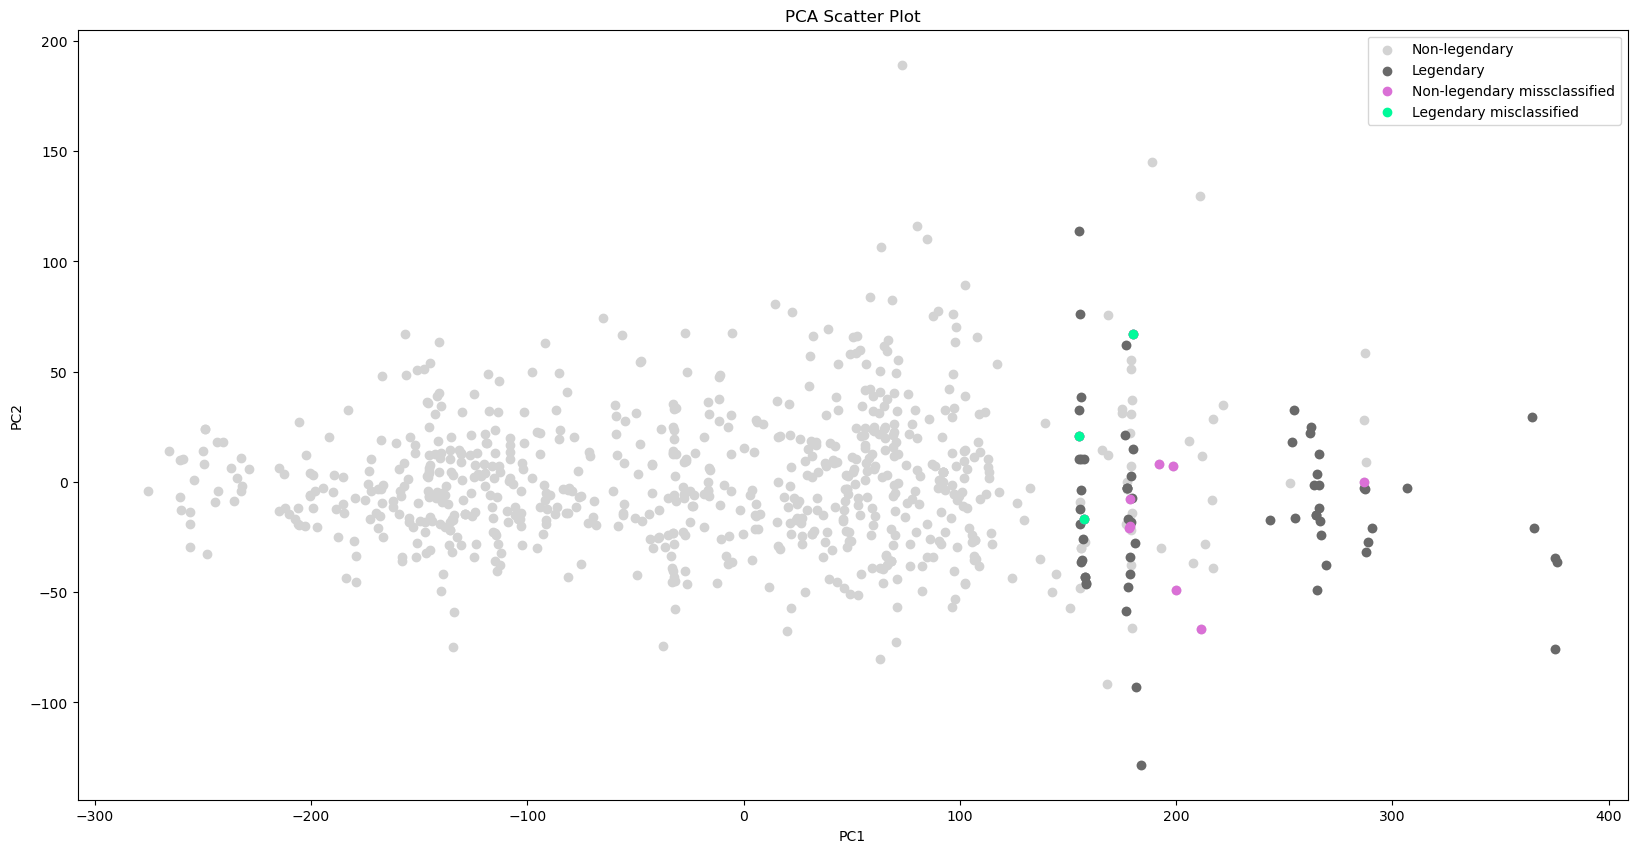 PCA Scatter Plot
Non-legendary
Legendary
Non-legendary missclassified
Legendary misclassified
200
150
100
50
0
−50
−100
PC2
−300
−200
−100
0
100
200
300
400
PC1